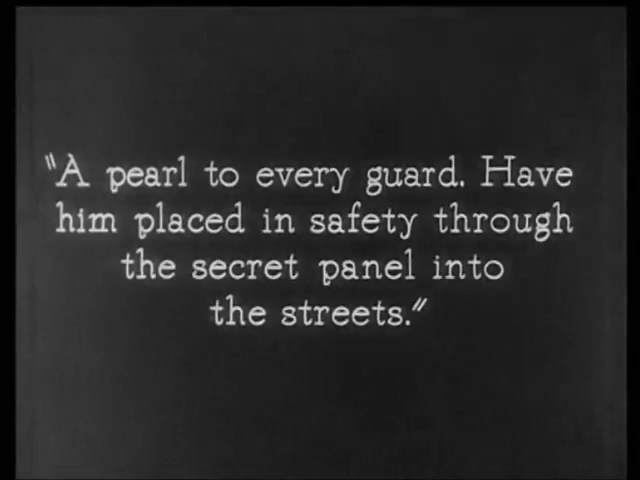 "A pearl to every guard. Have
him placed in safety through
the secret panel into
the streets."